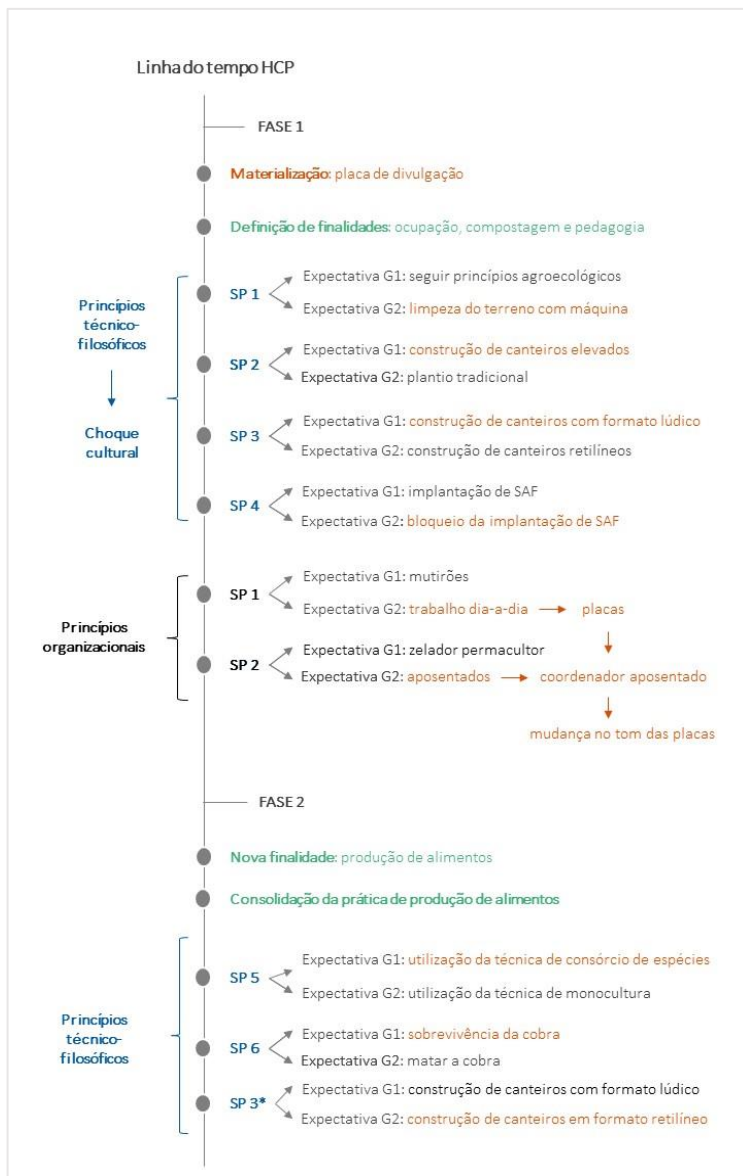 Linha do tempo HCP
FASE 1
Materialização: placa de divulgação
Definição de finalidades: ocupação, compostagem e pedagogia
Princípios
técnico-
filosóficos
Choque
cultural
SP 1
Expectativa G1: seguir princípios agroecológicos
Expectativa G2: limpeza do terreno com máquina
SP 2
Expectativa G1: construção de canteiros elevados
Expectativa G2: plantio tradicional
SP 3
Expectativa G1: construção de canteiros com formato lúdico
Expectativa G2: construção de canteiros retilíneos
SP 4
Expectativa G1: implantação de SAF
Expectativa G2: bloqueio da implantação de SAF
Princípios
organizacionais
SP 1
Expectativa G1: mutirões
Expectativa G2: trabalho dia-a-dia placas
SP 2
Expectativa G1: zelador permacultor
Expectativa G2: aposentados coordenador aposentado
mudança no tom das placas
FASE 2
Nova finalidade: produção de alimentos
Consolidação da prática de produção de alimentos
Princípios
técnico-
filosóficos
SP 5
Expectativa G1: utilização da técnica de consórcio de espécies
Expectativa G2: utilização da técnica de monocultura
SP 6
Expectativa G1: sobrevivência da cobra
Expectativa G2: matar a cobra
SP 3*
Expectativa G1: construção de canteiros com formato lúdico
Expectativa G2: construção de canteiros em formato retilíneo